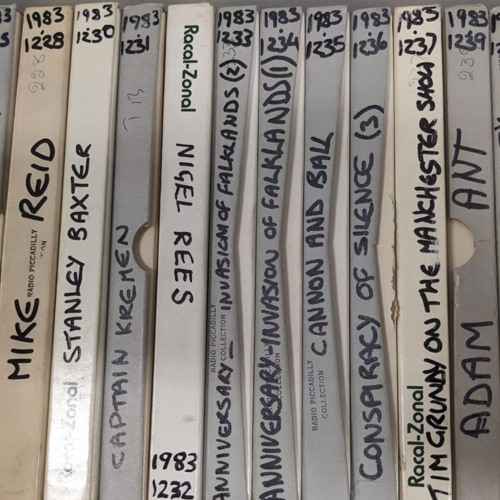 1983
1228
MIKE REID
RADIO PICCADILLY
1983
1230
STANLEY BAXTER
Racal-Zonal
1983
1231
CAPTAIN KREMEN
Racal-Zonal
NIGEL REES
1983
1232
1983
1233
ANNIVERSARY - INVASION OF FALKLANDS (2)
RADIO PICCADILLY
COLLECTION
1983
1234
ANNIVERSARY - INVASION OF FALKLANDS (1)
1983
1235
CANNON AND BALL
RADIO PICCADILLY
COLLECTION
1983
1236
CONSPIRACY OF SILENCE (3)
1983
1237
TIM GRUNDY ON THE MANCHESTER SHOW
Racal-Zonal
1983
1239
ADAM ANT